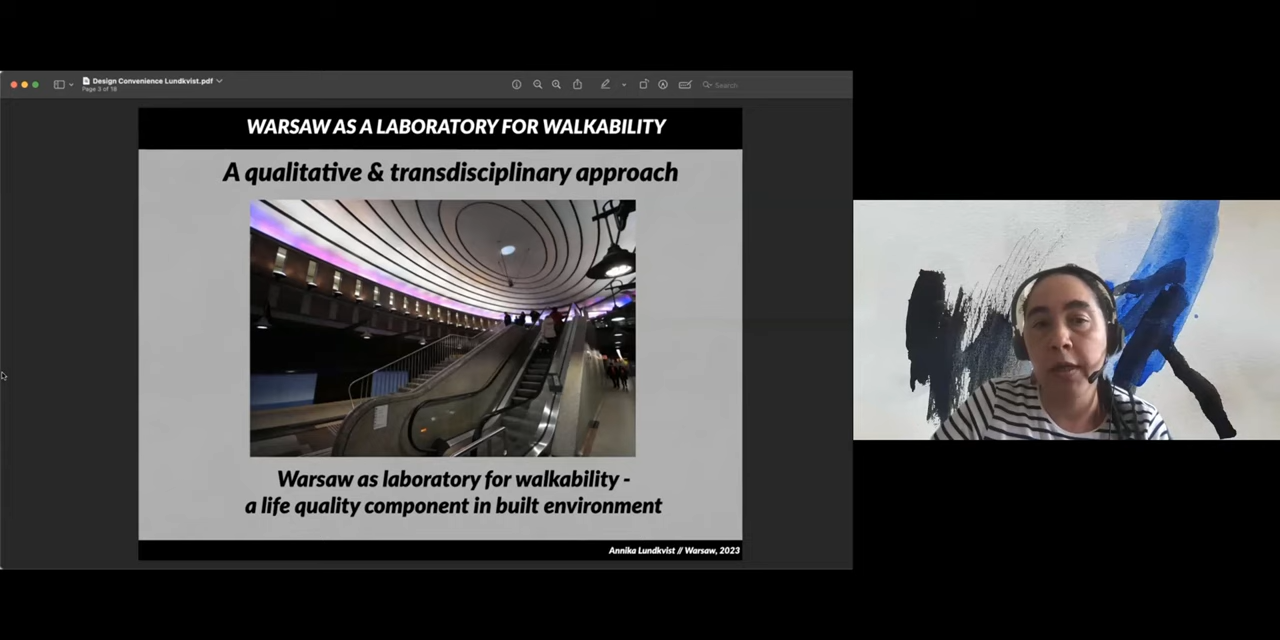 Design Convenience Lundkvist.pdf
Page 3 of 18
Search
WARSAW AS A LABORATORY FOR WALKABILITY
A qualitative & transdisciplinary approach
Warsaw as laboratory for walkability -
a life quality component in built environment
Annika Lundkvist // Warsaw, 2023